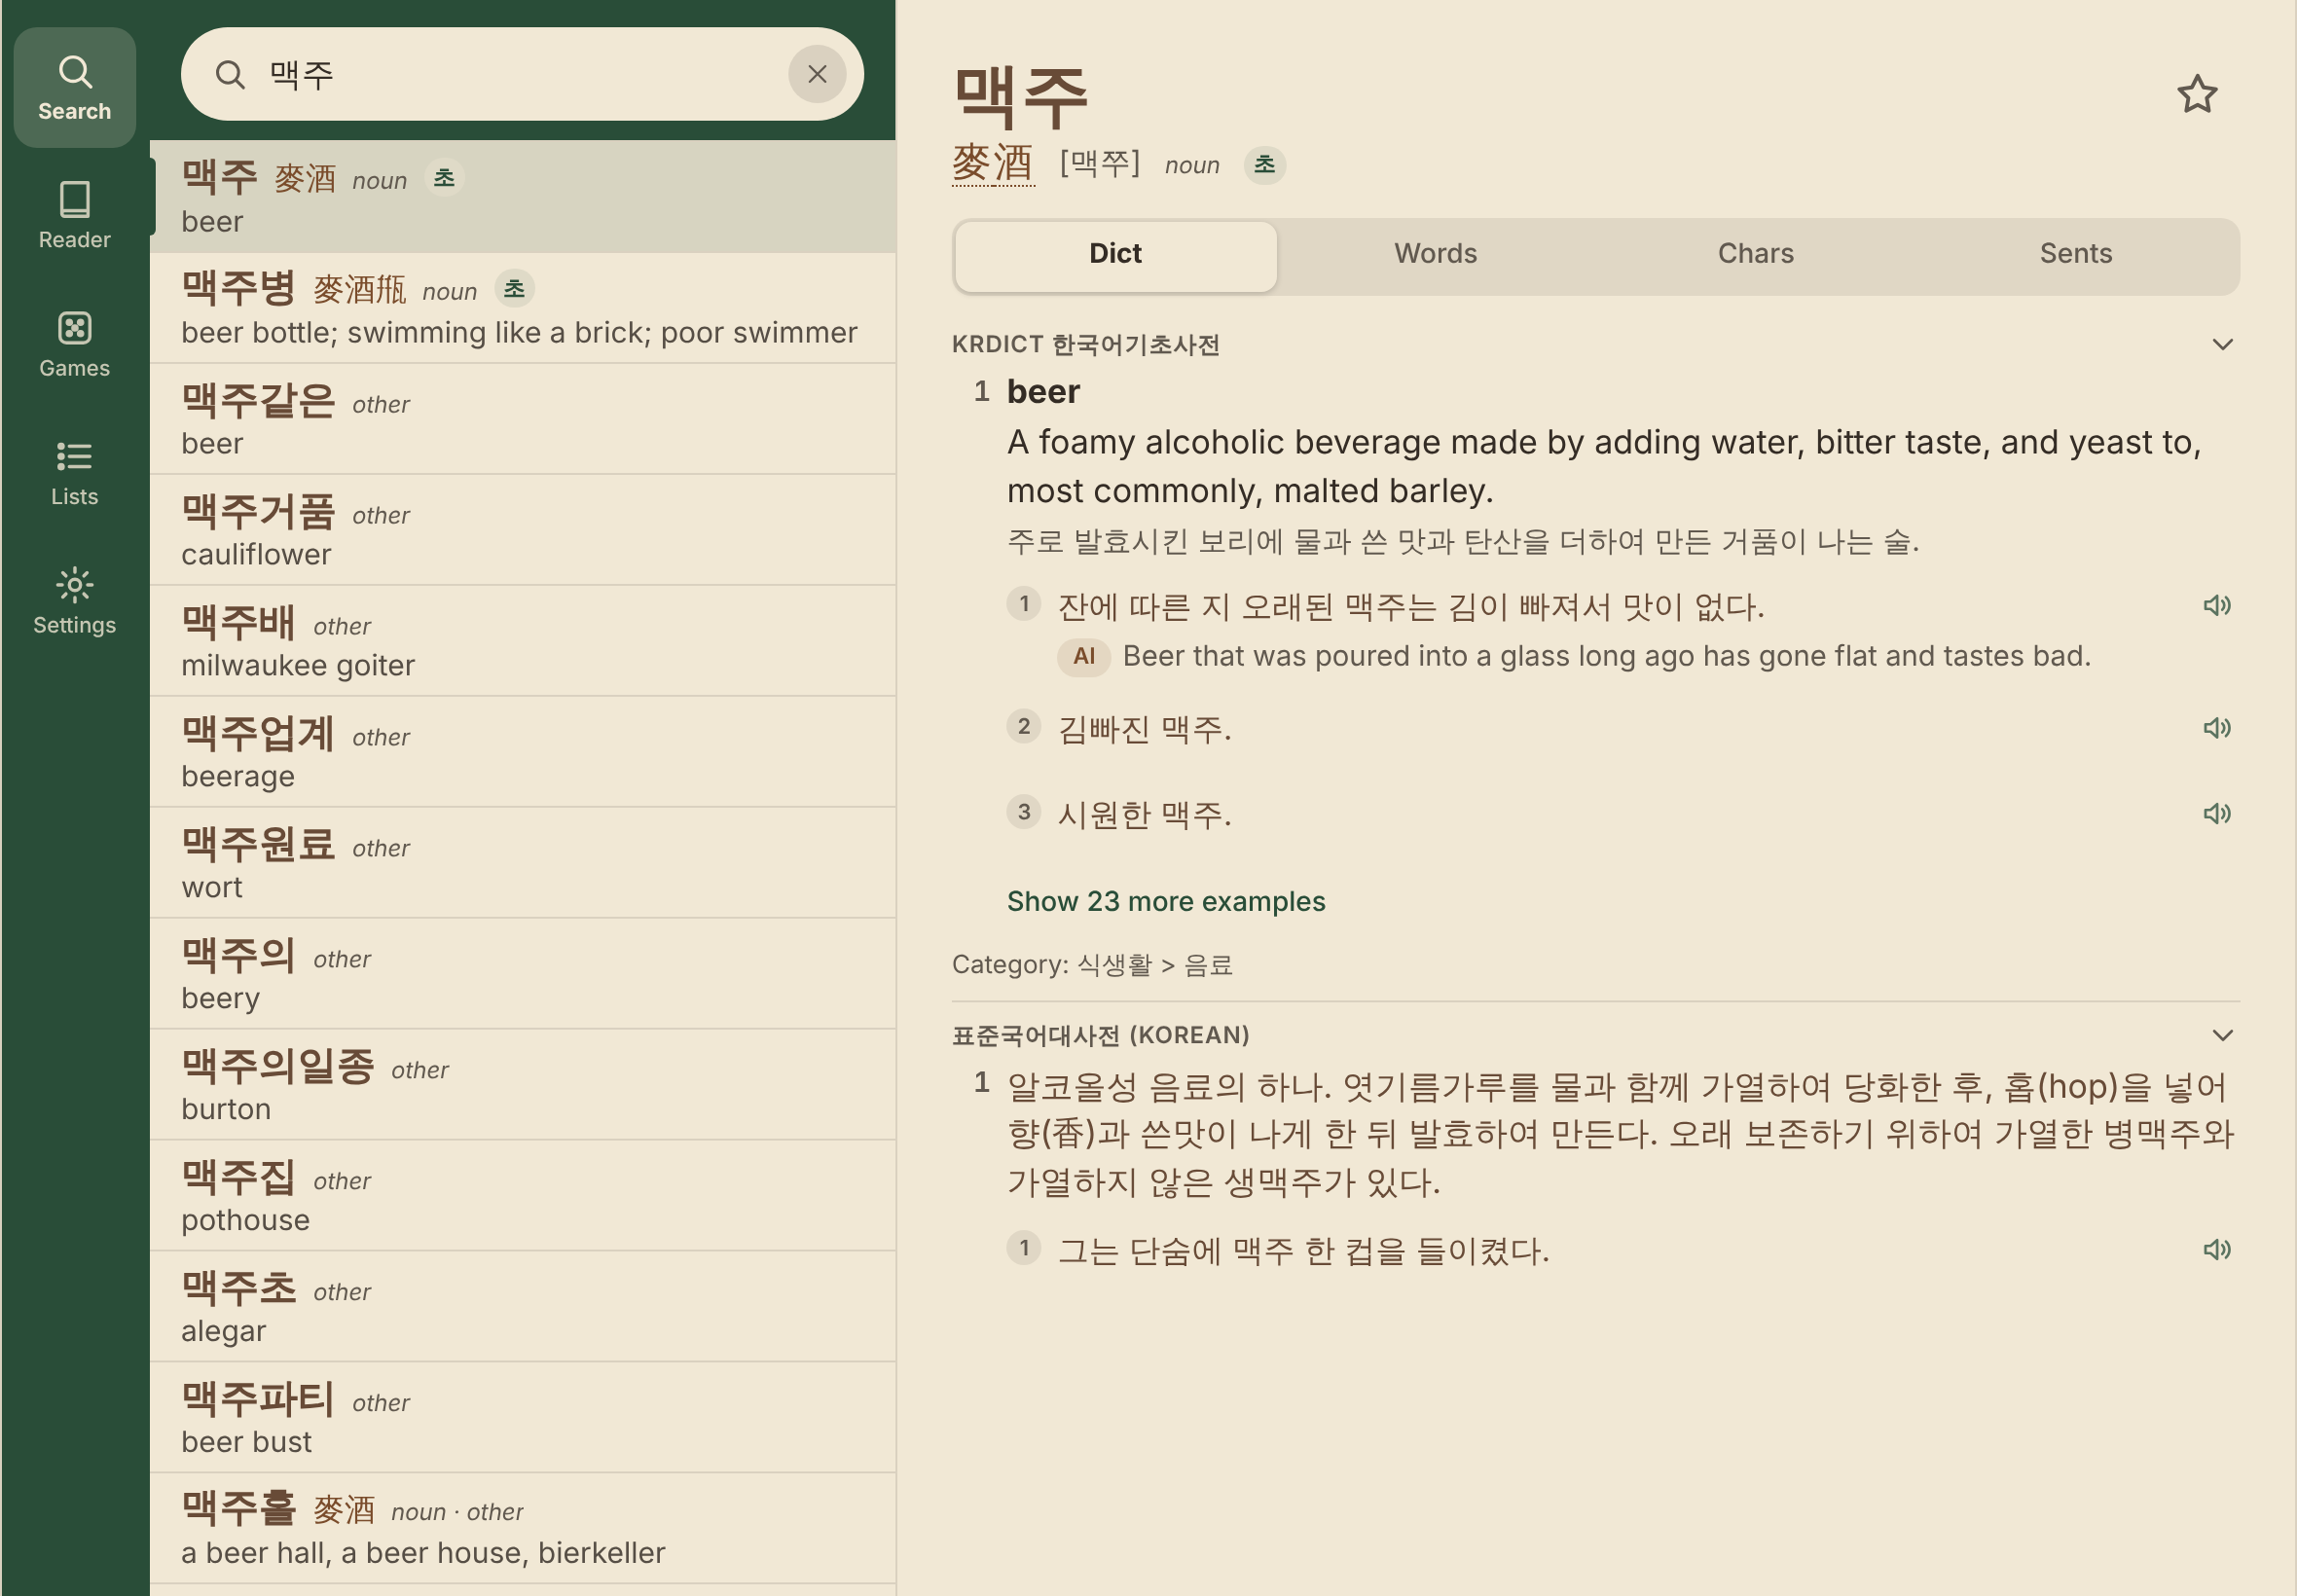 Search
Reader
Games
Lists
Settings
맥주
맥주 麥酒 noun 초
beer
맥주병 麥酒甁 noun 초
beer bottle; swimming like a brick; poor swimmer
맥주같은 other
beer
맥주거품 other
cauliflower
맥주배 other
milwaukee goiter
맥주업계 other
beerage
맥주원료 other
wort
맥주의 other
beery
맥주의일종 other
burton
맥주집 other
pothouse
맥주초 other
alegar
맥주파티 other
beer bust
맥주홀 麥酒 noun · other
a beer hall, a beer house, bierkeller
맥주
麥酒 [맥쭈] noun 초
Dict Words Chars Sents
KRDICT 한국어기초사전
1 beer
A foamy alcoholic beverage made by adding water, bitter taste, and yeast to,
most commonly, malted barley.
주로 발효시킨 보리에 물과 쓴 맛과 탄산을 더하여 만든 거품이 나는 술.
1 잔에 따른 지 오래된 맥주는 김이 빠져서 맛이 없다.
AI Beer that was poured into a glass long ago has gone flat and tastes bad.
2 김빠진 맥주.
3 시원한 맥주.
Show 23 more examples
Category: 식생활 > 음료
표준국어대사전 (KOREAN)
1 알코올성 음료의 하나. 엿기름가루를 물과 함께 가열하여 당화한 후, 홉(hop)을 넣어
향(香)과 쓴맛이 나게 한 뒤 발효하여 만든다. 오래 보존하기 위하여 가열한 병맥주와
가열하지 않은 생맥주가 있다.
1 그는 단숨에 맥주 한 컵을 들이켰다.